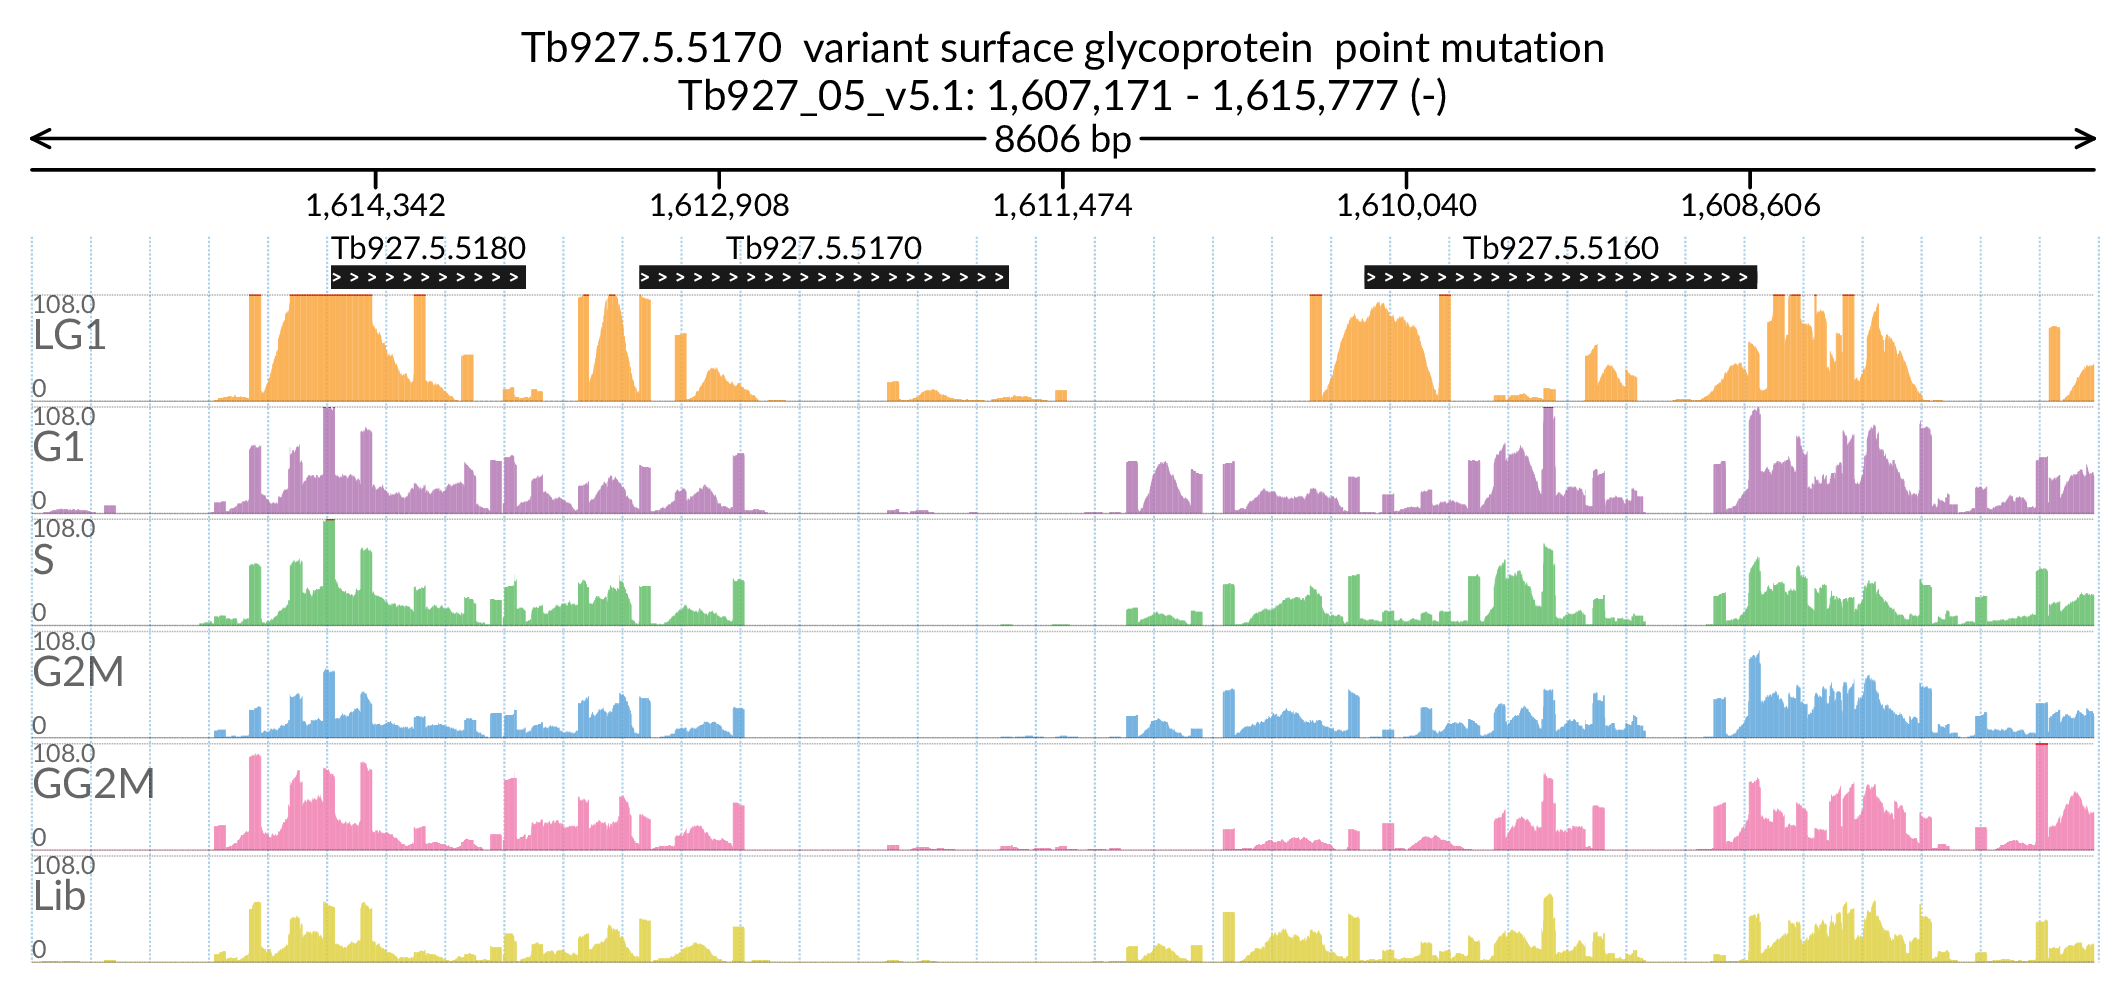 Tb927.5.5170 variant surface glycoprotein point mutation
Tb927_05_v5.1: 1,607,171 - 1,615,777 (-)
8606 bp
1,614,342 1,612,908 1,611,474 1,610,040 1,608,606
Tb927.5.5180 Tb927.5.5170 Tb927.5.5160
108.0
LG1
0
108.0
G1
0
108.0
S
0
108.0
G2M
0
108.0
GG2M
0
108.0
Lib
0